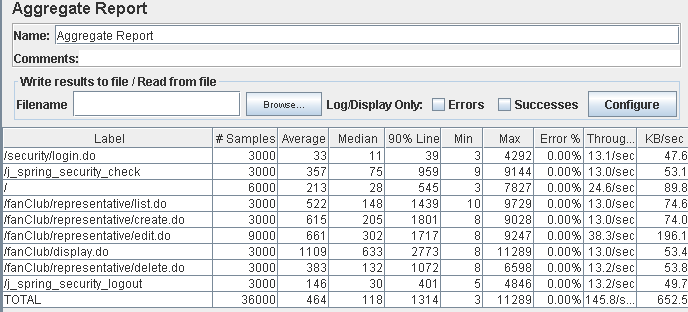 Aggregate Report
Name: Aggregate Report
Comments:
Write results to file / Read from file
Filename Browse... Log/Display Only: Errors Successes Configure
Label # Samples Average Median 90% Line Min Max Error % Throug... KB/sec
/security/login.do 3000 33 11 39 3 4292 0.00% 13.1/sec 47.6
/j_spring_security_check 3000 357 75 959 9 9144 0.00% 13.0/sec 53.1
/ 6000 213 28 545 3 7827 0.00% 24.6/sec 89.8
/fanClub/representative/list.do 3000 522 148 1439 10 9729 0.00% 13.0/sec 74.6
/fanClub/representative/create.do 3000 615 205 1801 8 9028 0.00% 13.0/sec 74.0
/fanClub/representative/edit.do 9000 661 302 1717 8 9247 0.00% 38.3/sec 196.1
/fanClub/display.do 3000 1109 633 2773 8 11289 0.00% 13.0/sec 53.4
/fanClub/representative/delete.do 3000 383 132 1072 8 6598 0.00% 13.2/sec 53.8
/j_spring_security_logout 3000 146 30 401 5 4846 0.00% 13.2/sec 49.7
TOTAL 36000 464 118 1314 3 11289 0.00% 145.8/s... 652.5